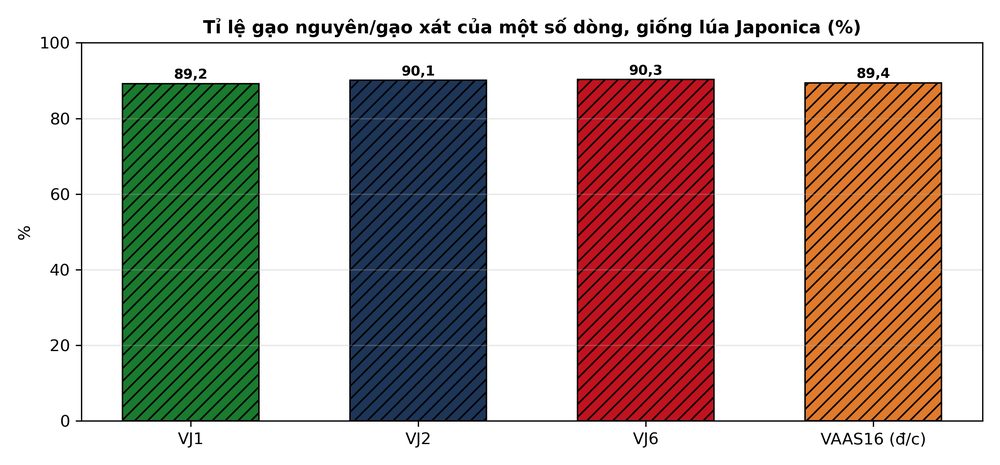 Tỉ lệ gạo nguyên/gạo xát của một số dòng, giống lúa Japonica (%)
100
80
60
40
20
0
%
89,2
90,1
90,3
89,4
VJ1
VJ2
VJ6
VAAS16 (đ/c)